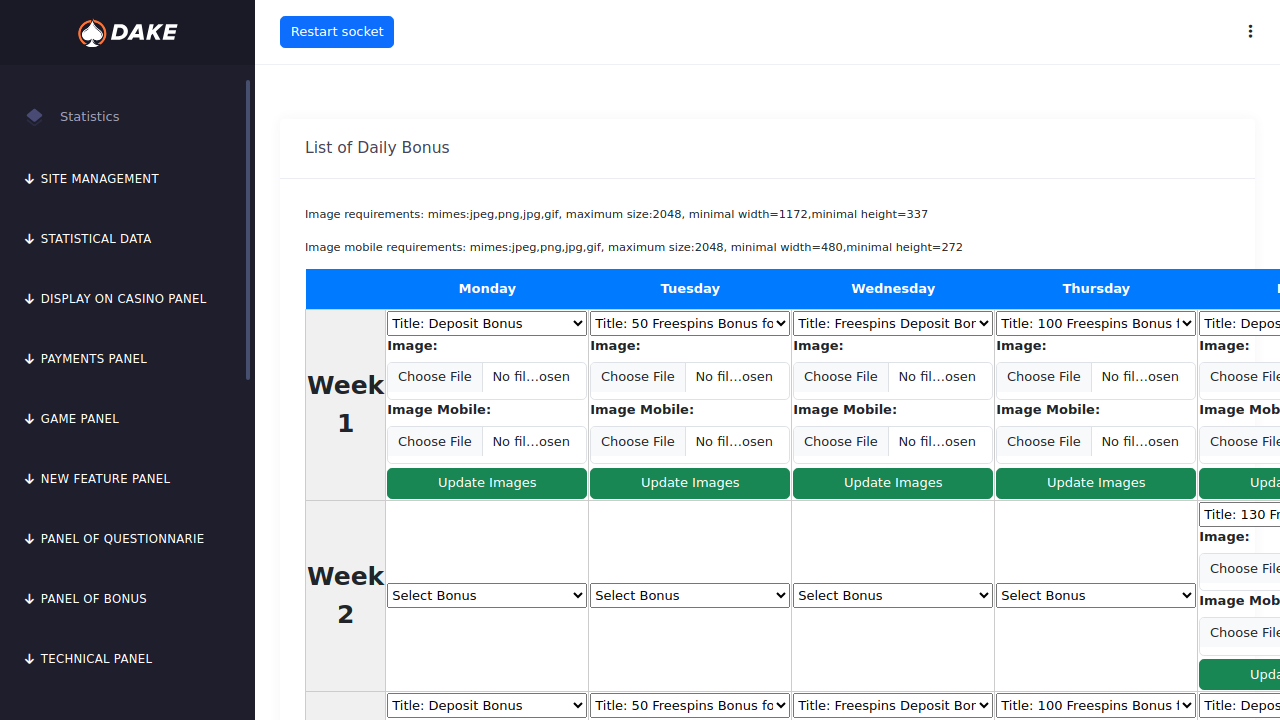 DAKE
Restart socket
Statistics
SITE MANAGEMENT
STATISTICAL DATA
DISPLAY ON CASINO PANEL
PAYMENTS PANEL
GAME PANEL
NEW FEATURE PANEL
PANEL OF QUESTIONNARIE
PANEL OF BONUS
TECHNICAL PANEL
List of Daily Bonus
Image requirements: mimes:jpeg,png,jpg,gif, maximum size:2048, minimal width=1172,minimal height=337
Image mobile requirements: mimes:jpeg,png,jpg,gif, maximum size:2048, minimal width=480,minimal height=272
Monday Tuesday Wednesday Thursday
Week 1
Title: Deposit Bonus Title: 50 Freespins Bonus fo Title: Freespins Deposit Bor Title: 100 Freespins Bonus f Title: Depos
Image: Image: Image: Image: Image:
Choose File No fil...osen Choose File No fil...osen Choose File No fil...osen Choose File No fil...osen Choose File
Image Mobile: Image Mobile: Image Mobile: Image Mobile: Image Mob
Choose File No fil...osen Choose File No fil...osen Choose File No fil...osen Choose File No fil...osen Choose File
Update Images Update Images Update Images Update Images Upda
Week 2
Title: 130 Fr
Image:
Choose File
Select Bonus Select Bonus Select Bonus Select Bonus
Image Mob
Choose File
Upda
Title: Deposit Bonus Title: 50 Freespins Bonus fo Title: Freespins Deposit Bor Title: 100 Freespins Bonus f Title: Depos